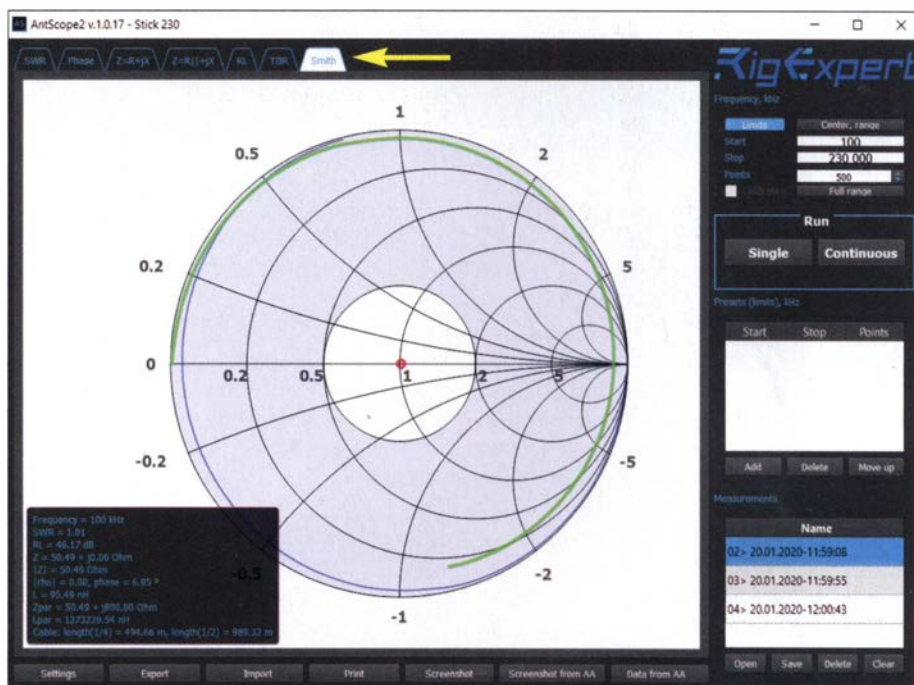 AntScope2 v.1.0.17 - Stick 230
SWR Phase Z=R+jX Z=R||+jX RL TDR Smith
RigExpert
Frequency, kHz
Limits Center, range
Start 100
Stop 230 000
Points 500
Full range
Run
Single Continuous
Presets (limits), kHz
Start Stop Points
Add Delete Move up
Measurements
Name
02> 20.01.2020-11:59:08
03> 20.01.2020-11:59:55
04> 20.01.2020-12:00:43
Open Save Delete Clear
1
0.5 2
0.2 5
0 0.2 0.5 1 2 5
-0.2 -5
-0.5 -2
-1
Frequency = 100 kHz
SWR = 1.01
RL = 46.17 dB
Z = 50.49 + j0.06 Ohm
|Z| = 50.49 Ohm
|rho| = 0.00, phase = 6.95 °
L = 95.49 nH
Zpar = 50.49 + j800.00 Ohm
Lpar = 1273239.54 nH
Cable: length(1/4) = 494.66 m, length(1/2) = 989.32 m
Settings Export Import Print Screenshot Screenshot from AA Data from AA